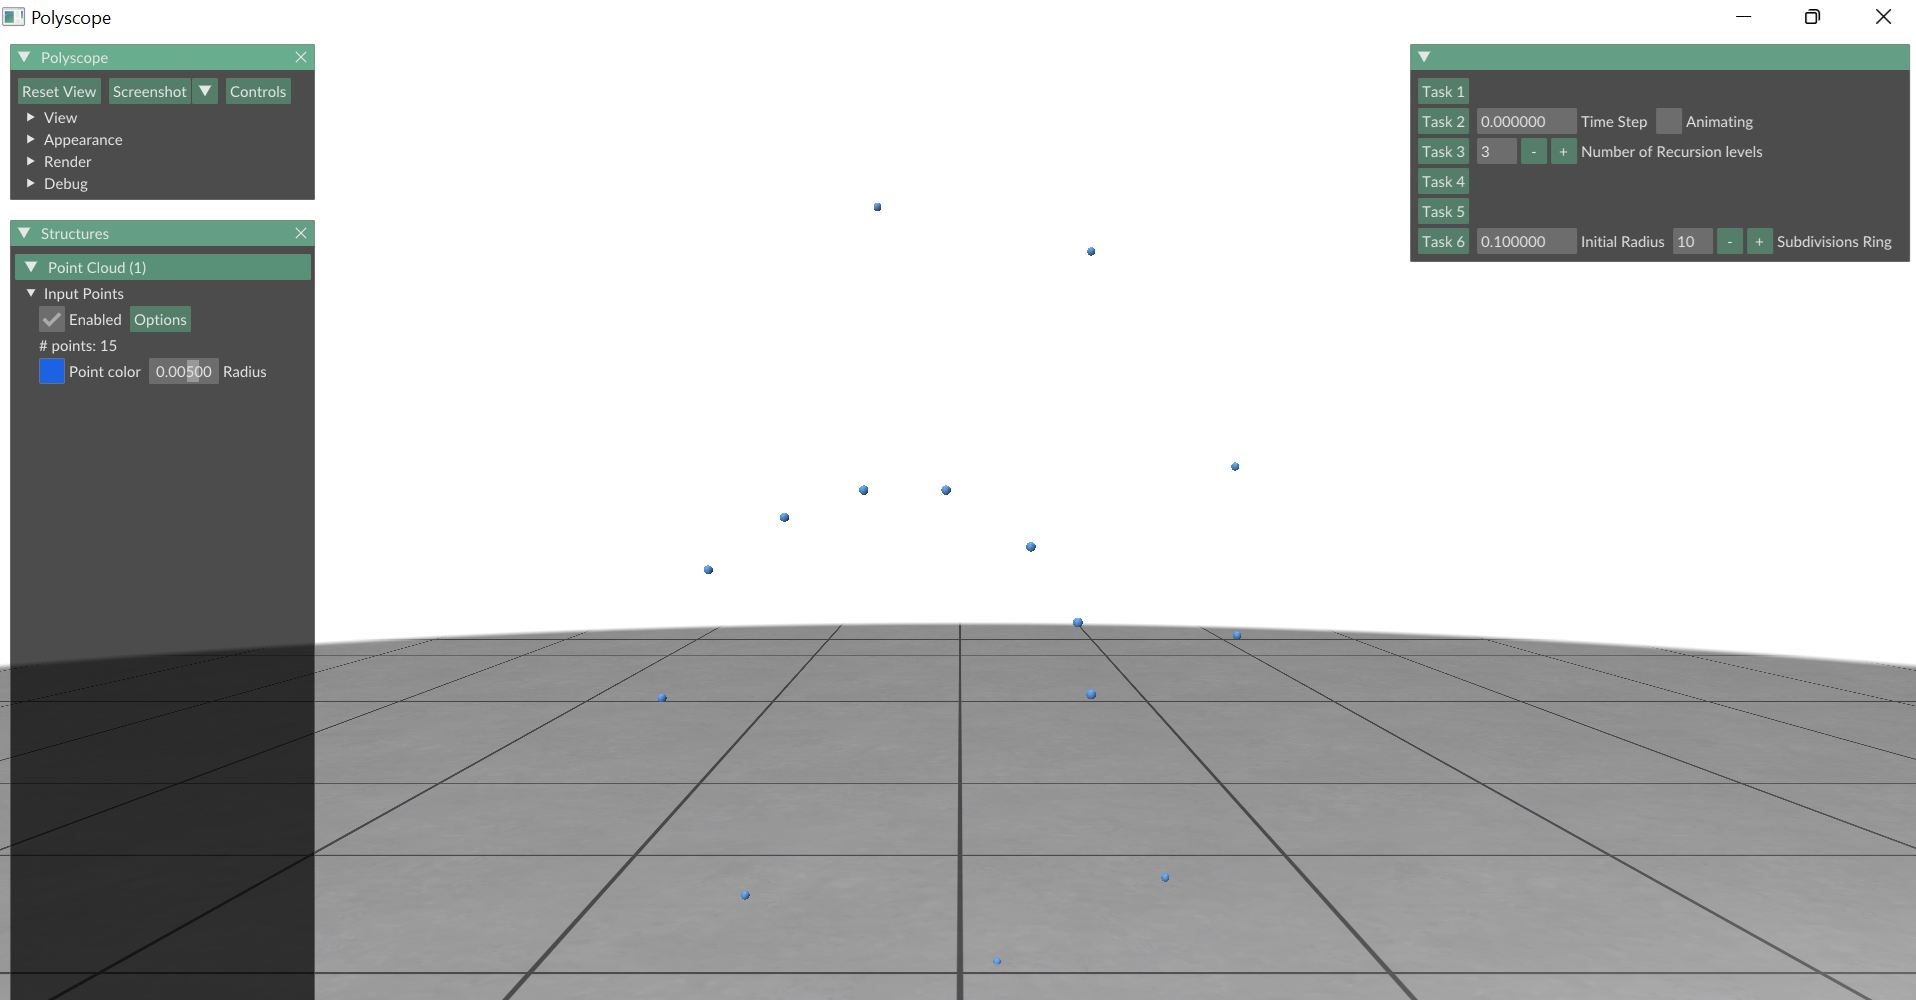 Polyscope
Polyscope
Reset View Screenshot Controls
View
Appearance
Render
Debug
Structures
Point Cloud (1)
Input Points
Enabled Options
# points: 15
Point color 0.00500 Radius
Task 1
Task 2 0.000000 Time Step Animating
Task 3 3 - + Number of Recursion levels
Task 4
Task 5
Task 6 0.100000 Initial Radius 10 - + Subdivisions Ring